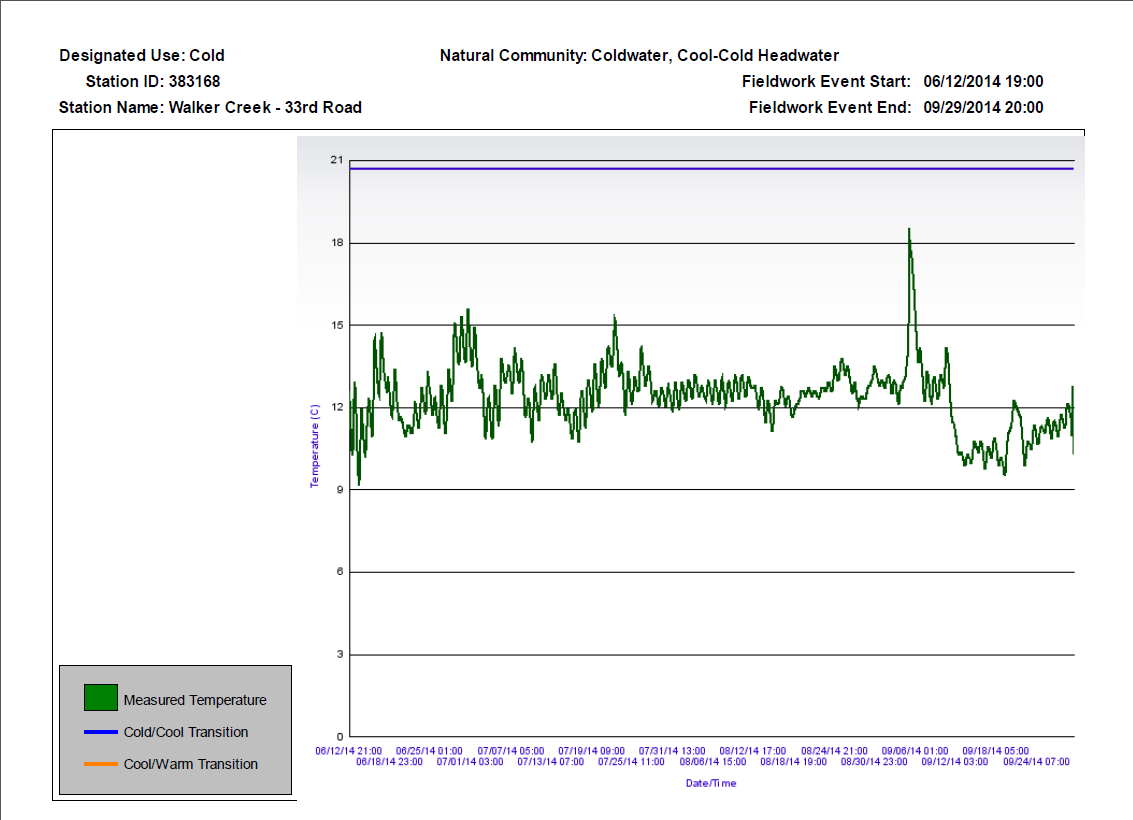 Designated Use: Cold
Natural Community: Coldwater, Cool-Cold Headwater
Station ID: 383168
Fieldwork Event Start: 06/12/2014 19:00
Station Name: Walker Creek - 33rd Road
Fieldwork Event End: 09/29/2014 20:00
21
18
15
12
9
6
3
0
Temperature (C)
06/12/14 21:00 06/25/14 01:00 07/07/14 05:00 07/19/14 09:00 07/31/14 13:00 08/12/14 17:00 08/24/14 21:00 09/06/14 01:00 09/18/14 05:00
06/18/14 23:00 07/01/14 03:00 07/13/14 07:00 07/25/14 11:00 08/06/14 15:00 08/18/14 19:00 08/30/14 23:00 09/12/14 03:00 09/24/14 07:00
Date/Time
Measured Temperature
Cold/Cool Transition
Cool/Warm Transition